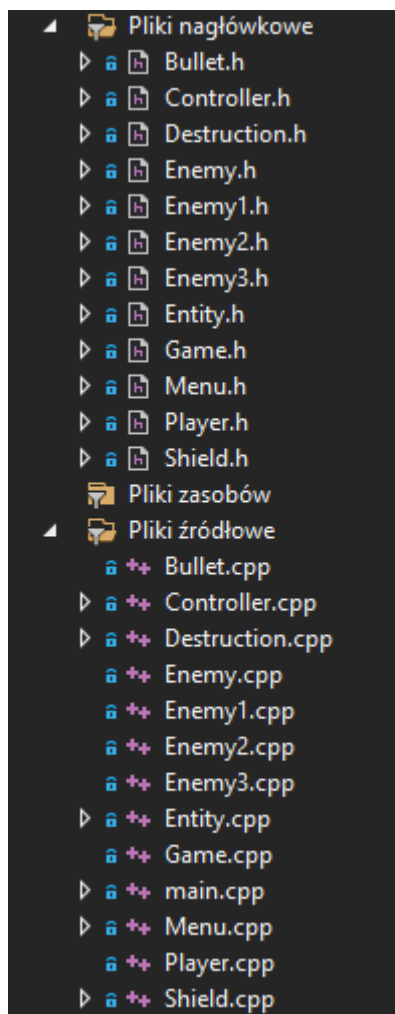 Pliki nagłówkowe
Bullet.h
Controller.h
Destruction.h
Enemy.h
Enemy1.h
Enemy2.h
Enemy3.h
Entity.h
Game.h
Menu.h
Player.h
Shield.h
Pliki zasobów
Pliki źródłowe
Bullet.cpp
Controller.cpp
Destruction.cpp
Enemy.cpp
Enemy1.cpp
Enemy2.cpp
Enemy3.cpp
Entity.cpp
Game.cpp
main.cpp
Menu.cpp
Player.cpp
Shield.cpp